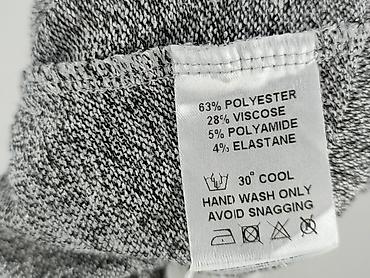 63% POLYESTER
28% VISCOSE
5% POLYAMIDE
4% ELASTANE
30° COOL
HAND WASH ONLY
AVOID SNAGGING